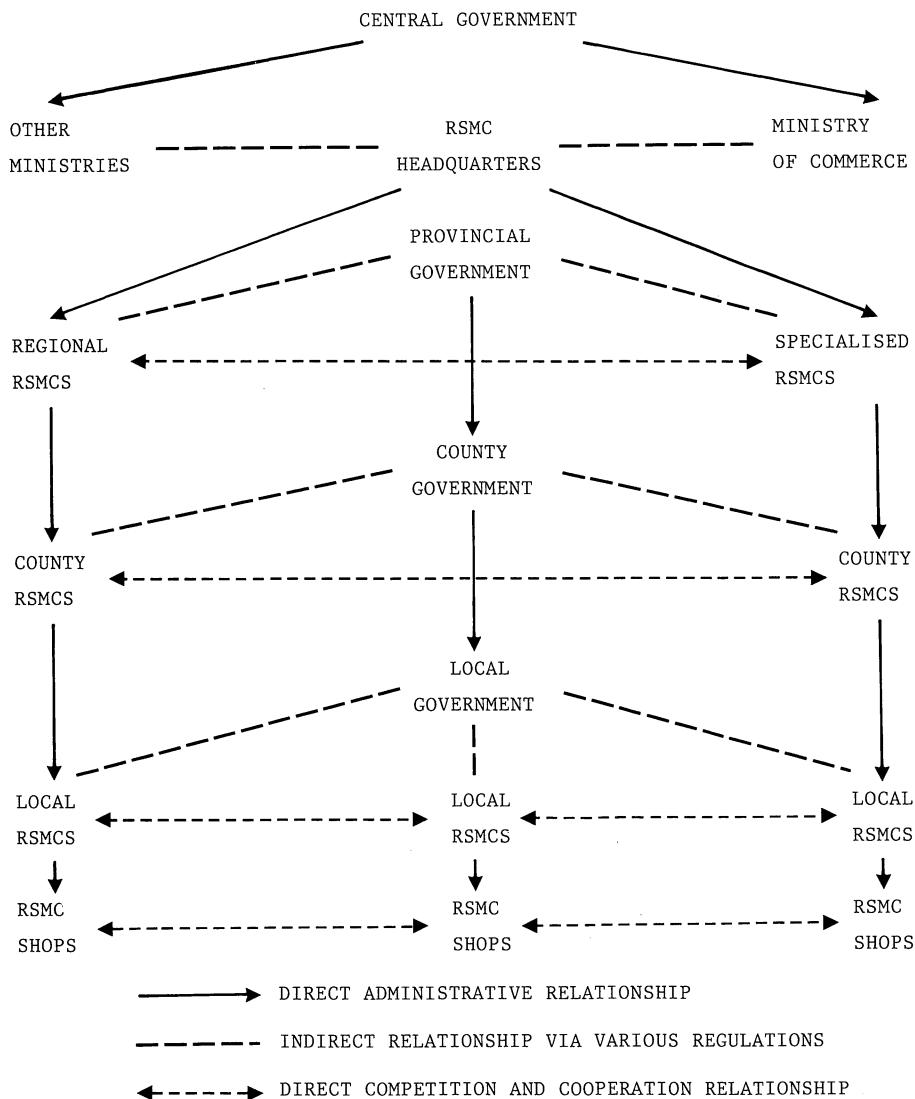 CENTRAL GOVERNMENT
OTHER
MINISTRIES
RSMC
HEADQUARTERS
MINISTRY
OF COMMERCE
PROVINCIAL
GOVERNMENT
REGIONAL
RSMCS
SPECIALISED
RSMCS
COUNTY
GOVERNMENT
COUNTY
RSMCS
COUNTY
RSMCS
LOCAL
GOVERNMENT
LOCAL
RSMCS
LOCAL
RSMCS
LOCAL
RSMCS
RSMC
SHOPS
RSMC
SHOPS
RSMC
SHOPS
DIRECT ADMINISTRATIVE RELATIONSHIP
INDIRECT RELATIONSHIP VIA VARIOUS REGULATIONS
DIRECT COMPETITION AND COOPERATION RELATIONSHIP